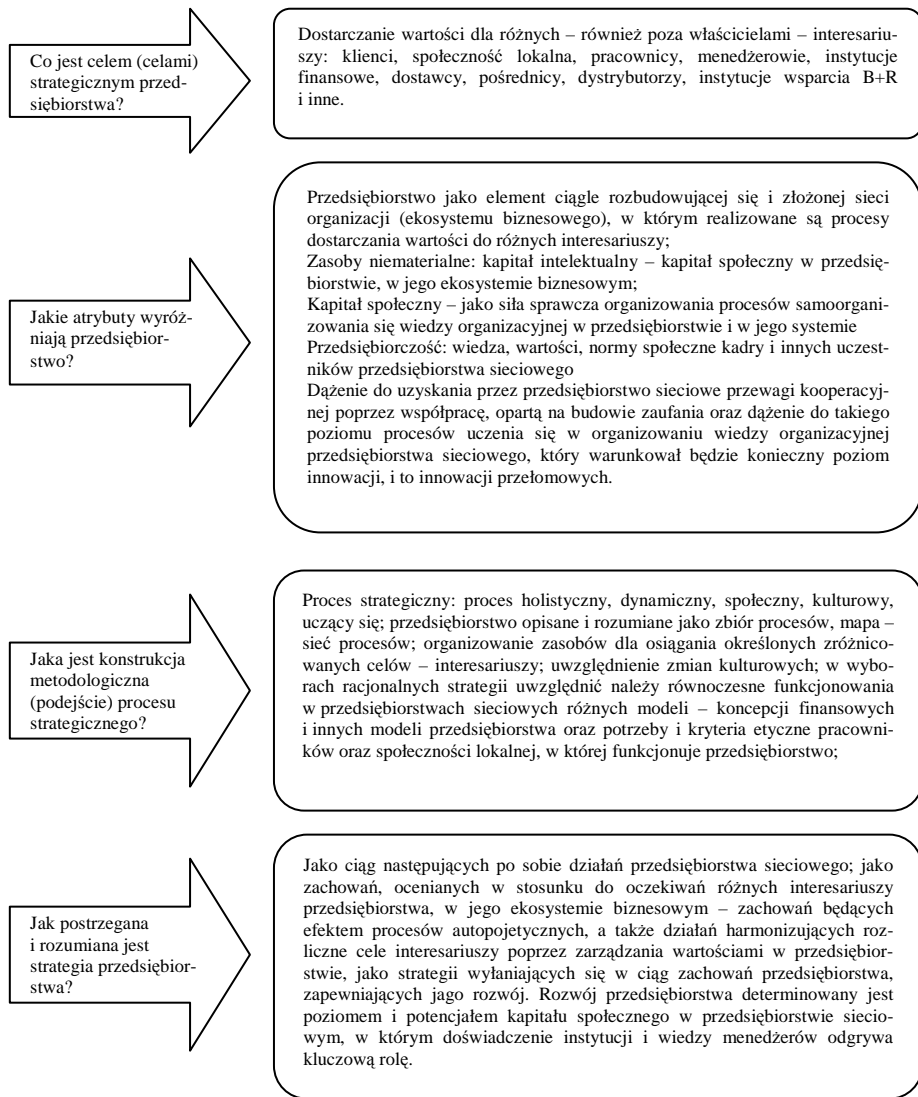 Co jest celem (celami)
strategicznym przed-
siębiorstwa?
Dostarczanie wartości dla różnych – również poza właścicielami – interesariu-
szy: klienci, społeczność lokalna, pracownicy, menedżerowie, instytucje
finansowe, dostawcy, pośrednicy, dystrybutorzy, instytucje wsparcia B+R
i inne.
Jakie atrybuty wyróż-
niają przedsiębior-
stwo?
Przedsiębiorstwo jako element ciągle rozbudowującej się i złożonej sieci
organizacji (ekosystemu biznesowego), w którym realizowane są procesy
dostarczania wartości do różnych interesariuszy;
Zasoby niematerialne: kapitał intelektualny – kapitał społeczny w przedsię-
biorstwie, w jego ekosystemie biznesowym;
Kapitał społeczny – jako siła sprawcza organizowania procesów samoorgani-
zowania się wiedzy organizacyjnej w przedsiębiorstwie i w jego systemie
Przedsiębiorczość: wiedza, wartości, normy społeczne kadry i innych uczest-
ników przedsiębiorstwa sieciowego
Dążenie do uzyskania przez przedsiębiorstwo sieciowe przewagi kooperacyj-
nej poprzez współpracę, opartą na budowie zaufania oraz dążenie do takiego
poziomu procesów uczenia się w organizowaniu wiedzy organizacyjnej
przedsiębiorstwa sieciowego, który warunkował będzie konieczny poziom
innowacji, i to innowacji przełomowych.
Jaka jest konstrukcja
metodologiczna
(podejście) procesu
strategicznego?
Proces strategiczny: proces holistyczny, dynamiczny, społeczny, kulturowy,
uczący się; przedsiębiorstwo opisane i rozumiane jako zbiór procesów, mapa –
sieć procesów; organizowanie zasobów dla osiągania określonych zróżnico-
wanych celów – interesariuszy; uwzględnienie zmian kulturowych; w wybo-
rach racjonalnych strategii uwzględnić należy równoczesne funkcjonowania
w przedsiębiorstwach sieciowych różnych modeli – koncepcji finansowych
i innych modeli przedsiębiorstwa oraz potrzeby i kryteria etyczne pracowni-
ków oraz społeczności lokalnej, w której funkcjonuje przedsiębiorstwo;
Jak postrzegana
i rozumiana jest
strategia przedsiębior-
stwa?
Jako ciąg następujących po sobie działań przedsiębiorstwa sieciowego; jako
zachowań, ocenianych w stosunku do oczekiwań różnych interesariuszy
przedsiębiorstwa, w jego ekosystemie biznesowym – zachowań będących
efektem procesów autopojetycznych, a także działań harmonizujących roz-
liczne cele interesariuszy poprzez zarządzania wartościami w przedsiębior-
stwie, jako strategii wyłaniających się w ciąg zachowań przedsiębiorstwa,
zapewniających jago rozwój. Rozwój przedsiębiorstwa determinowany jest
poziomem i potencjałem kapitału społecznego w przedsiębiorstwie siecio-
wym, w którym doświadczenie instytucji i wiedzy menedżerów odgrywa
kluczową rolę.